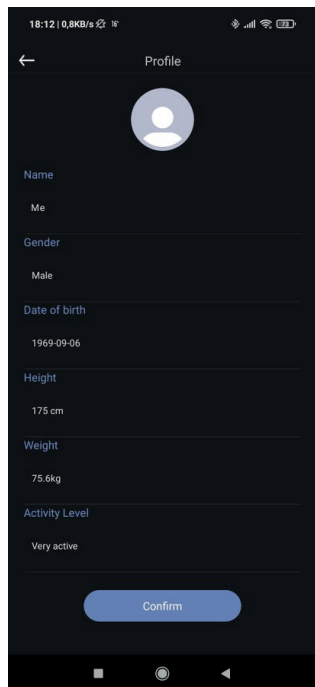 18:12 | 0,8KB/s 16°
73
Profile
Name
Me
Gender
Male
Date of birth
1969-09-06
Height
175 cm
Weight
75.6kg
Activity Level
Very active
Confirm